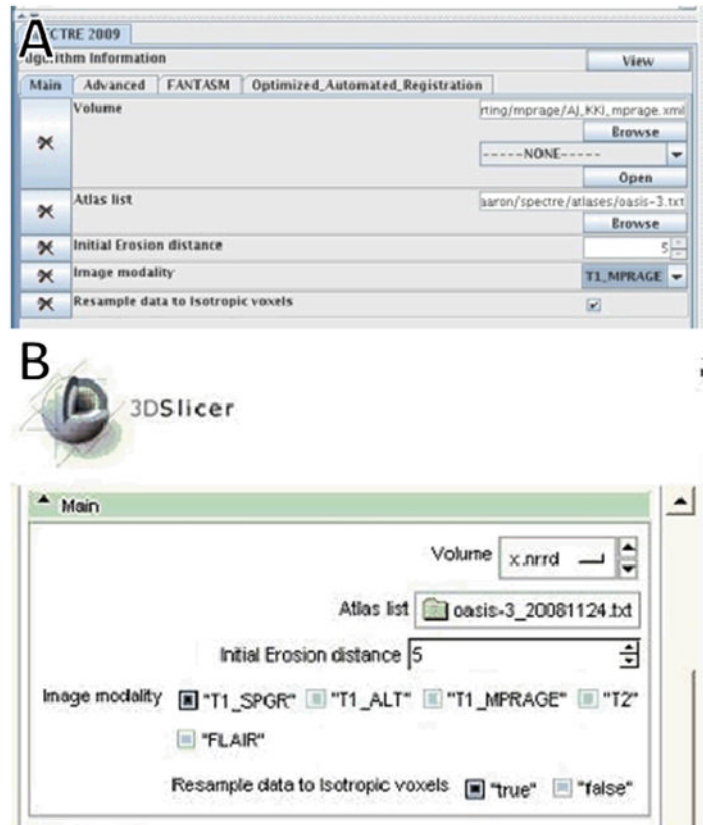 A
CTRE 2009
Algorithm Information
View
Main Advanced FANTASM Optimized_Automated_Registration
Volume
rting/mprage/AJ_KKI_mprage.xml
Browse
-----NONE-----
Open
Atlas list
aaron/spectre/atlases/oasis-3.txt
Browse
Initial Erosion distance 5
Image modality T1_MPRAGE
Resample data to Isotropic voxels
B
3DSlicer
Main
Volume x.nrrd
Atlas list oasis-3_20081124.txt
Initial Erosion distance 5
Image modality "T1_SPGR" "T1_ALT" "T1_MPRAGE" "T2"
"FLAIR"
Resample data to Isotropic voxels "true" "false"